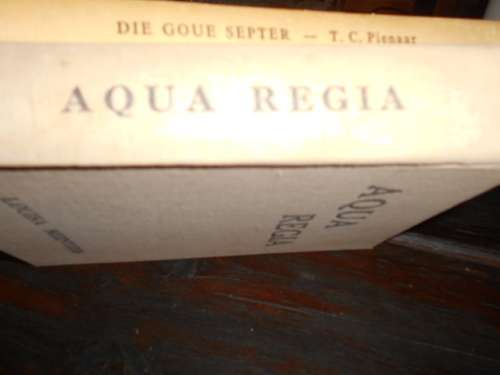 DIE GOUE SEPTER — T. C. Pienaar
AQUA REGIA
AQUA
REGIA